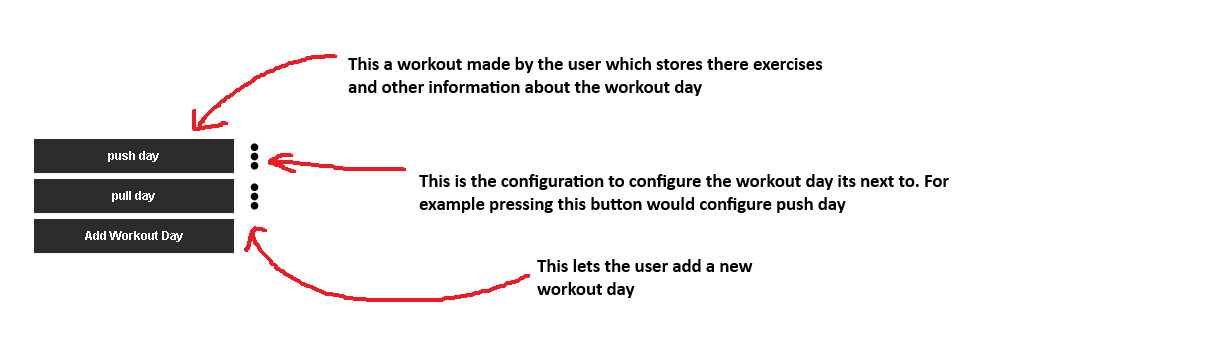 This a workout made by the user which stores there exercises
and other information about the workout day
push day
This is the configuration to configure the workout day its next to. For
example pressing this button would configure push day
pull day
Add Workout Day
This lets the user add a new
workout day